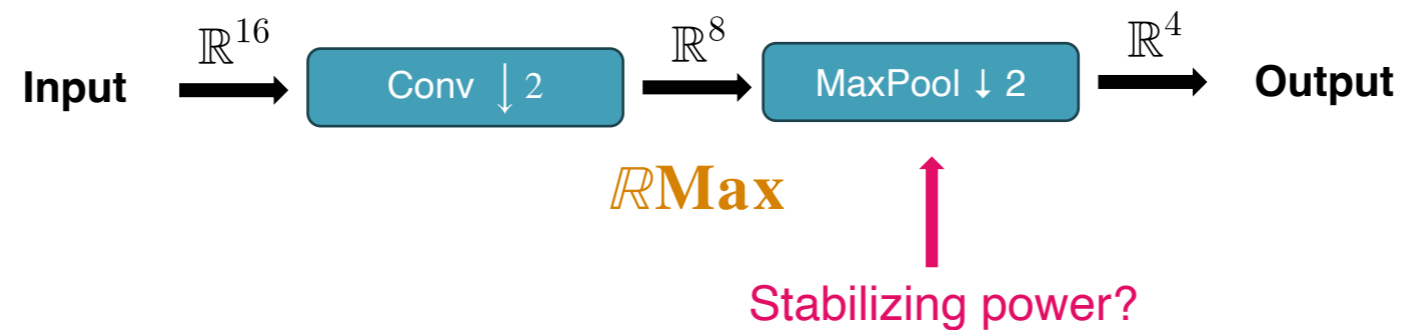 ℝ^16 ℝ^8 ℝ^4
Input Conv ↓ 2 MaxPool ↓ 2 Output
ℝMax
Stabilizing power?